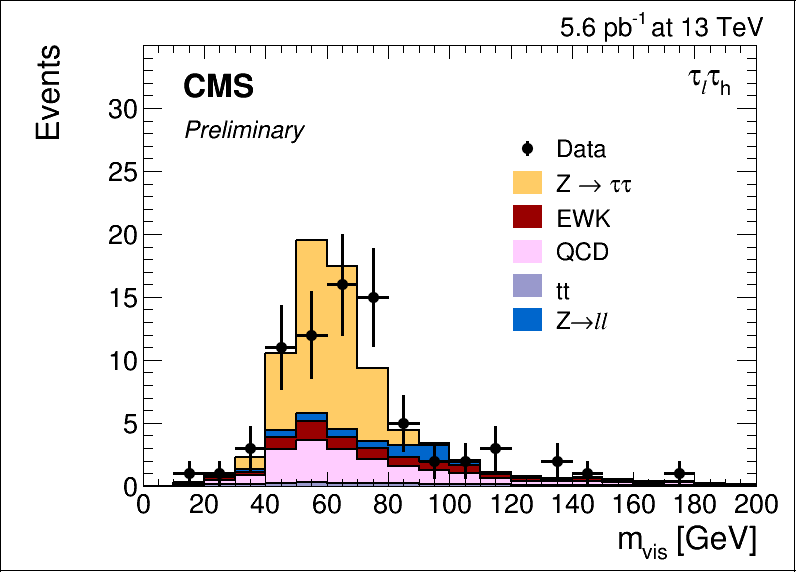 5.6 pb⁻¹ at 13 TeV
Events
CMS
τₗτₕ
Preliminary
Data
Z → ττ
EWK
QCD
tt
Z→ll
30
25
20
15
10
5
0
0 20 40 60 80 100 120 140 160 180 200
m_vis [GeV]